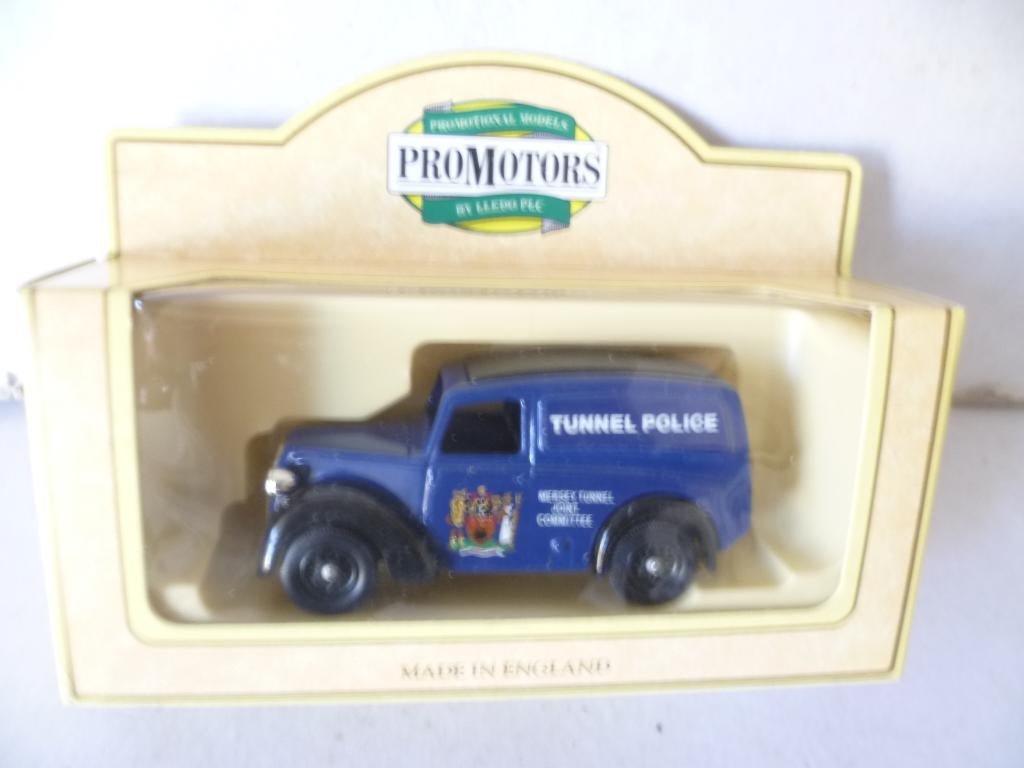 PROMOTIONAL MODELS
PROMOTORS
BY LLEDO PLC
TUNNEL POLICE
MERSEY TUNNEL
JOINT
COMMITTEE
MADE IN ENGLAND